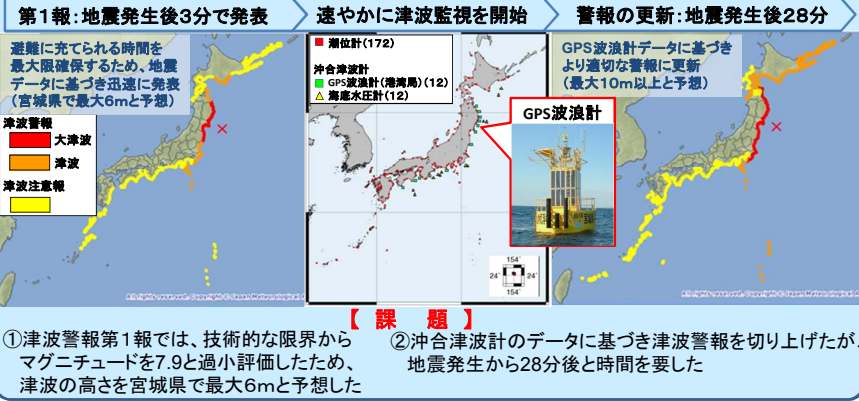 第1報：地震発生後3分で発表
速やかに津波監視を開始
警報の更新：地震発生後28分
避難に充てられる時間を
最大限確保するため、地震
データに基づき迅速に発表
（宮城県で最大6mと予想）
津波警報
大津波
津波
津波注意報
潮位計（172）
沖合津波計
GPS波浪計（港湾局）（12）
海底水圧計（12）
GPS波浪計
154°
24°
24°
154°
GPS波浪計データに基づき
より適切な警報に更新
（最大10m以上と予想）
All rights reserved. Copyright © Japan Meteorological A
All rights reserved. Copyright © Japan Meteorological A
【 課 題 】
①津波警報第１報では、技術的な限界から
マグニチュードを7.9と過小評価したため、
津波の高さを宮城県で最大６ｍと予想した
②沖合津波計のデータに基づき津波警報を切り上げたが、
地震発生から28分後と時間を要した